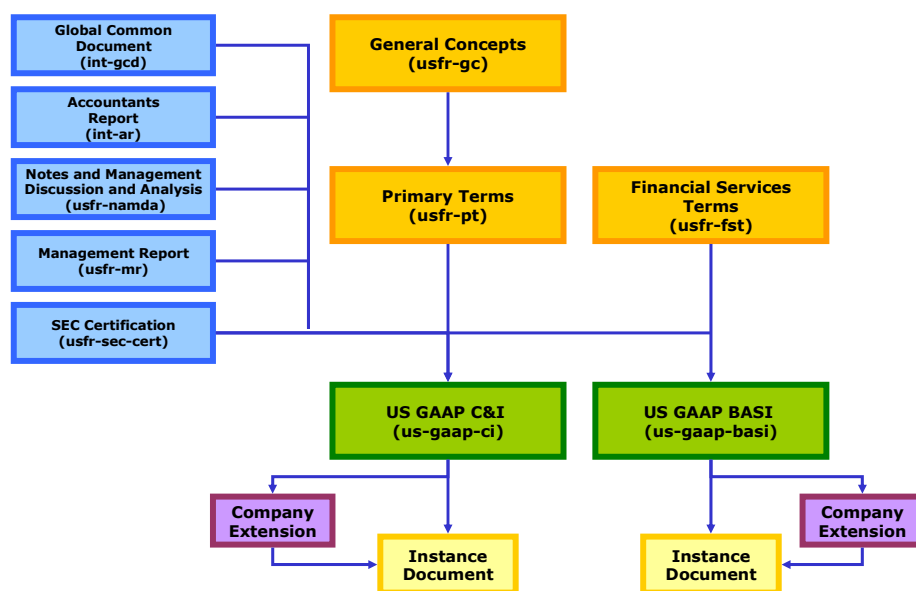 Global Common
Document
(int-gcd)
General Concepts
(usfr-gc)
Accountants
Report
(int-ar)
Notes and Management
Discussion and Analysis
(usfr-namda)
Primary Terms
(usfr-pt)
Financial Services
Terms
(usfr-fst)
Management Report
(usfr-mr)
SEC Certification
(usfr-sec-cert)
US GAAP C&I
(us-gaap-ci)
US GAAP BASI
(us-gaap-basi)
Company
Extension
Company
Extension
Instance
Document
Instance
Document